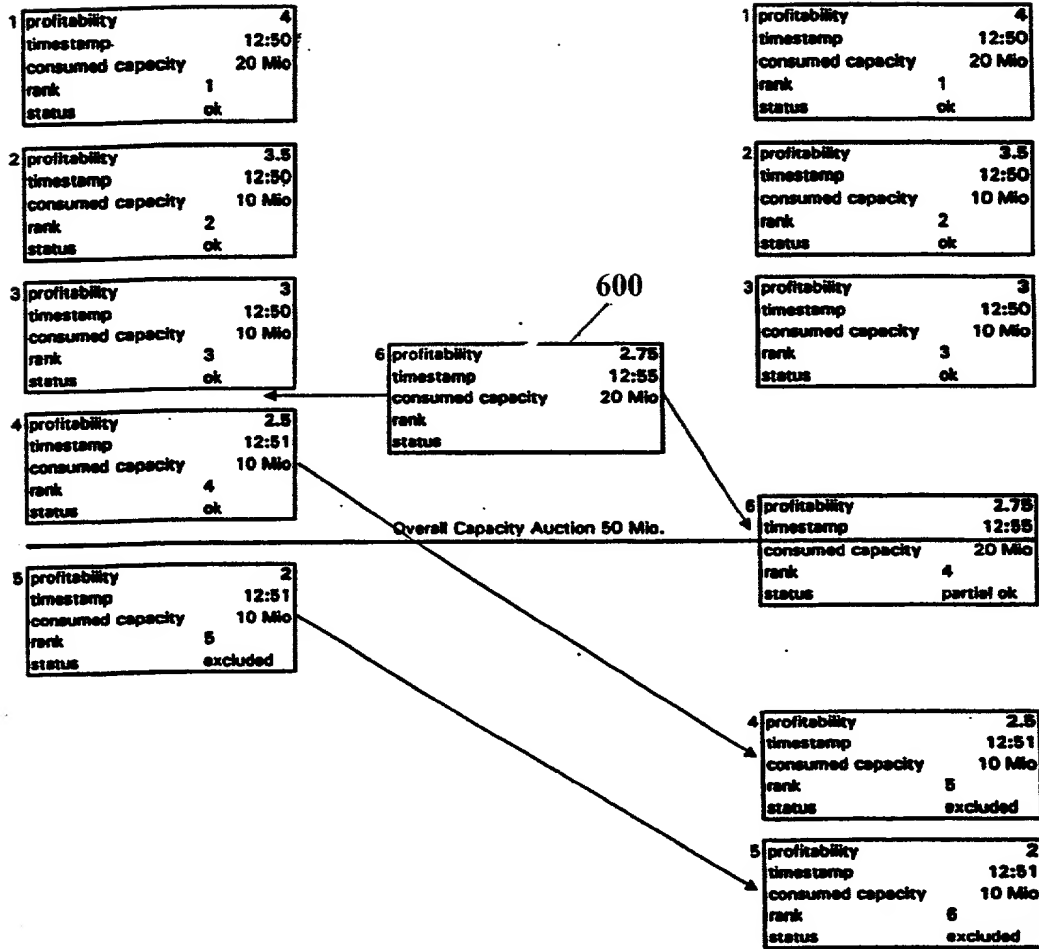 1 profitability 4
timestamp 12:50
consumed capacity 20 Mio
rank 1
status ok
2 profitability 3.5
timestamp 12:50
consumed capacity 10 Mio
rank 2
status ok
3 profitability 3
timestamp 12:50
consumed capacity 10 Mio
rank 3
status ok
4 profitability 2.5
timestamp 12:51
consumed capacity 10 Mio
rank 4
status ok
5 profitability 2
timestamp 12:51
consumed capacity 10 Mio
rank 5
status excluded
600
6 profitability 2.75
timestamp 12:55
consumed capacity 20 Mio
rank
status
Overall Capacity Auction 50 Mio.
1 profitability 4
timestamp 12:50
consumed capacity 20 Mio
rank 1
status ok
2 profitability 3.5
timestamp 12:50
consumed capacity 10 Mio
rank 2
status ok
3 profitability 3
timestamp 12:50
consumed capacity 10 Mio
rank 3
status ok
6 profitability 2.75
timestamp 12:55
consumed capacity 20 Mio
rank 4
status partial ok
4 profitability 2.5
timestamp 12:51
consumed capacity 10 Mio
rank 5
status excluded
5 profitability 2
timestamp 12:51
consumed capacity 10 Mio
rank 6
status excluded